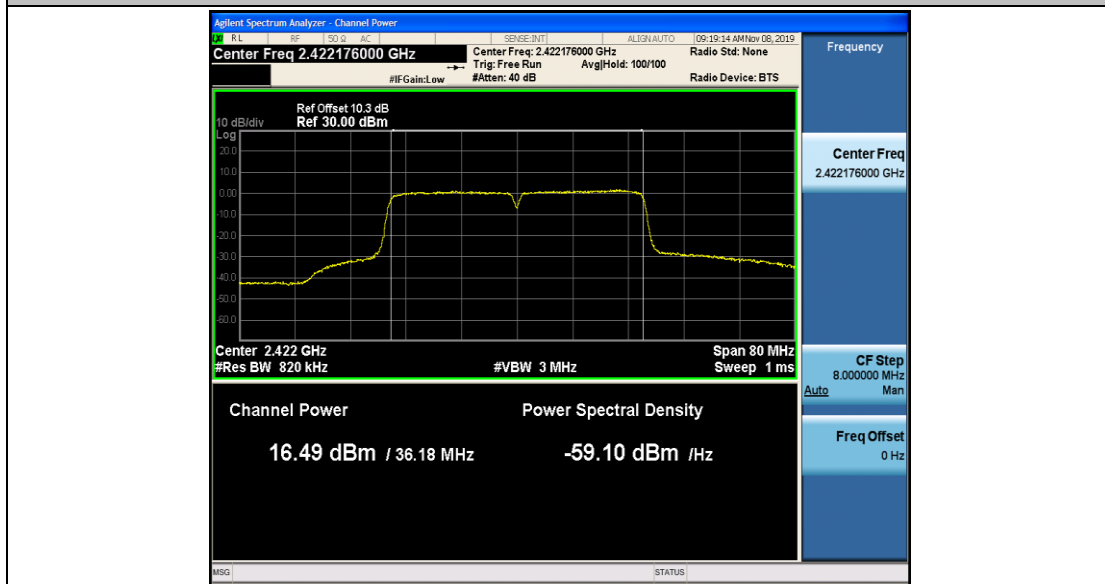 Agilent Spectrum Analyzer - Channel Power
RL RF 50 Ω AC SENSE:INT ALIGN AUTO 09:19:14 AM Nov 08, 2019
Center Freq 2.422176000 GHz
Center Freq: 2.422176000 GHz
Radio Std: None
Trig: Free Run Avg|Hold: 100/100
#IFGain:Low #Atten: 40 dB Radio Device: BTS
Ref Offset 10.3 dB
10 dB/div Ref 30.00 dBm
Log
20.0
10.0
0.00
-10.0
-20.0
-30.0
-40.0
-50.0
-60.0
Center 2.422 GHz Span 80 MHz
#Res BW 820 kHz #VBW 3 MHz Sweep 1 ms
Channel Power Power Spectral Density
16.49 dBm / 36.18 MHz -59.10 dBm /Hz
Frequency
Center Freq
2.422176000 GHz
CF Step
8.000000 MHz
Auto Man
Freq Offset
0 Hz
MSG STATUS